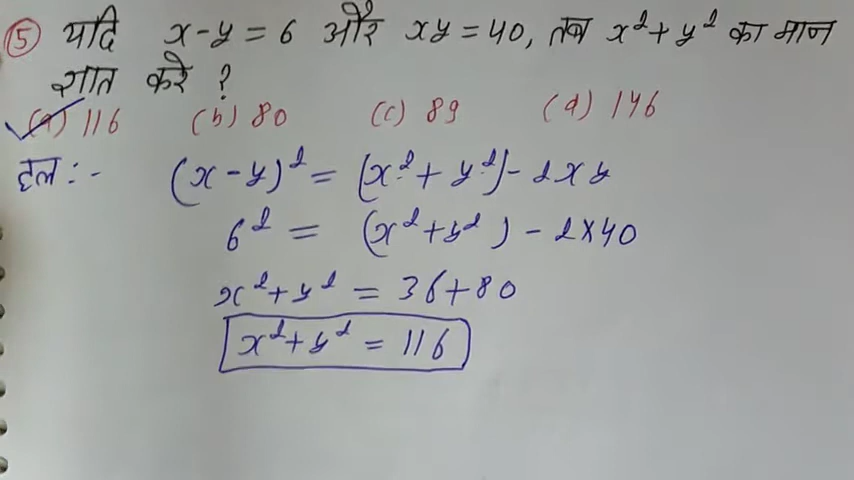 ⑤ यदि x-y = 6 और xy = 40, तब x² + y² का मान
ज्ञात करे ?
(a) 116 (b) 80 (c) 89 (d) 146
हल :- (x - y)² = (x² + y²) - 2xy
6² = (x² + y²) - 2×40
x² + y² = 36 + 80
x² + y² = 116